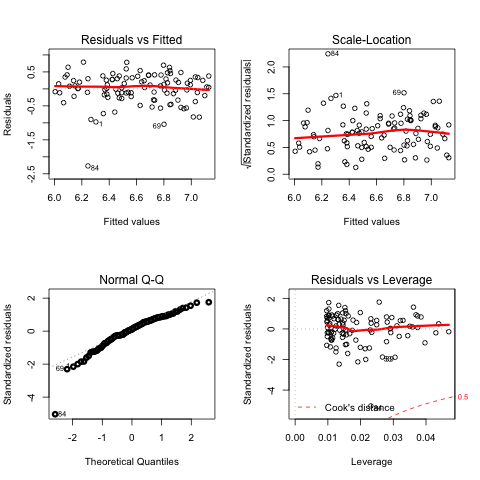 Residuals vs Fitted
Residuals
0.5
-0.5
-1.5
-2.5
1
69
84
6.0 6.2 6.4 6.6 6.8 7.0
Fitted values
Scale-Location
√|Standardized residuals|
2.0
1.5
1.0
0.5
0.0
84
1
69
6.0 6.2 6.4 6.6 6.8 7.0
Fitted values
Normal Q-Q
Standardized residuals
2
0
-2
-4
69
84
-2 -1 0 1 2
Theoretical Quantiles
Residuals vs Leverage
Standardized residuals
2
0
-2
-4
Cook's distance
0.5
0.00 0.01 0.02 0.03 0.04
Leverage